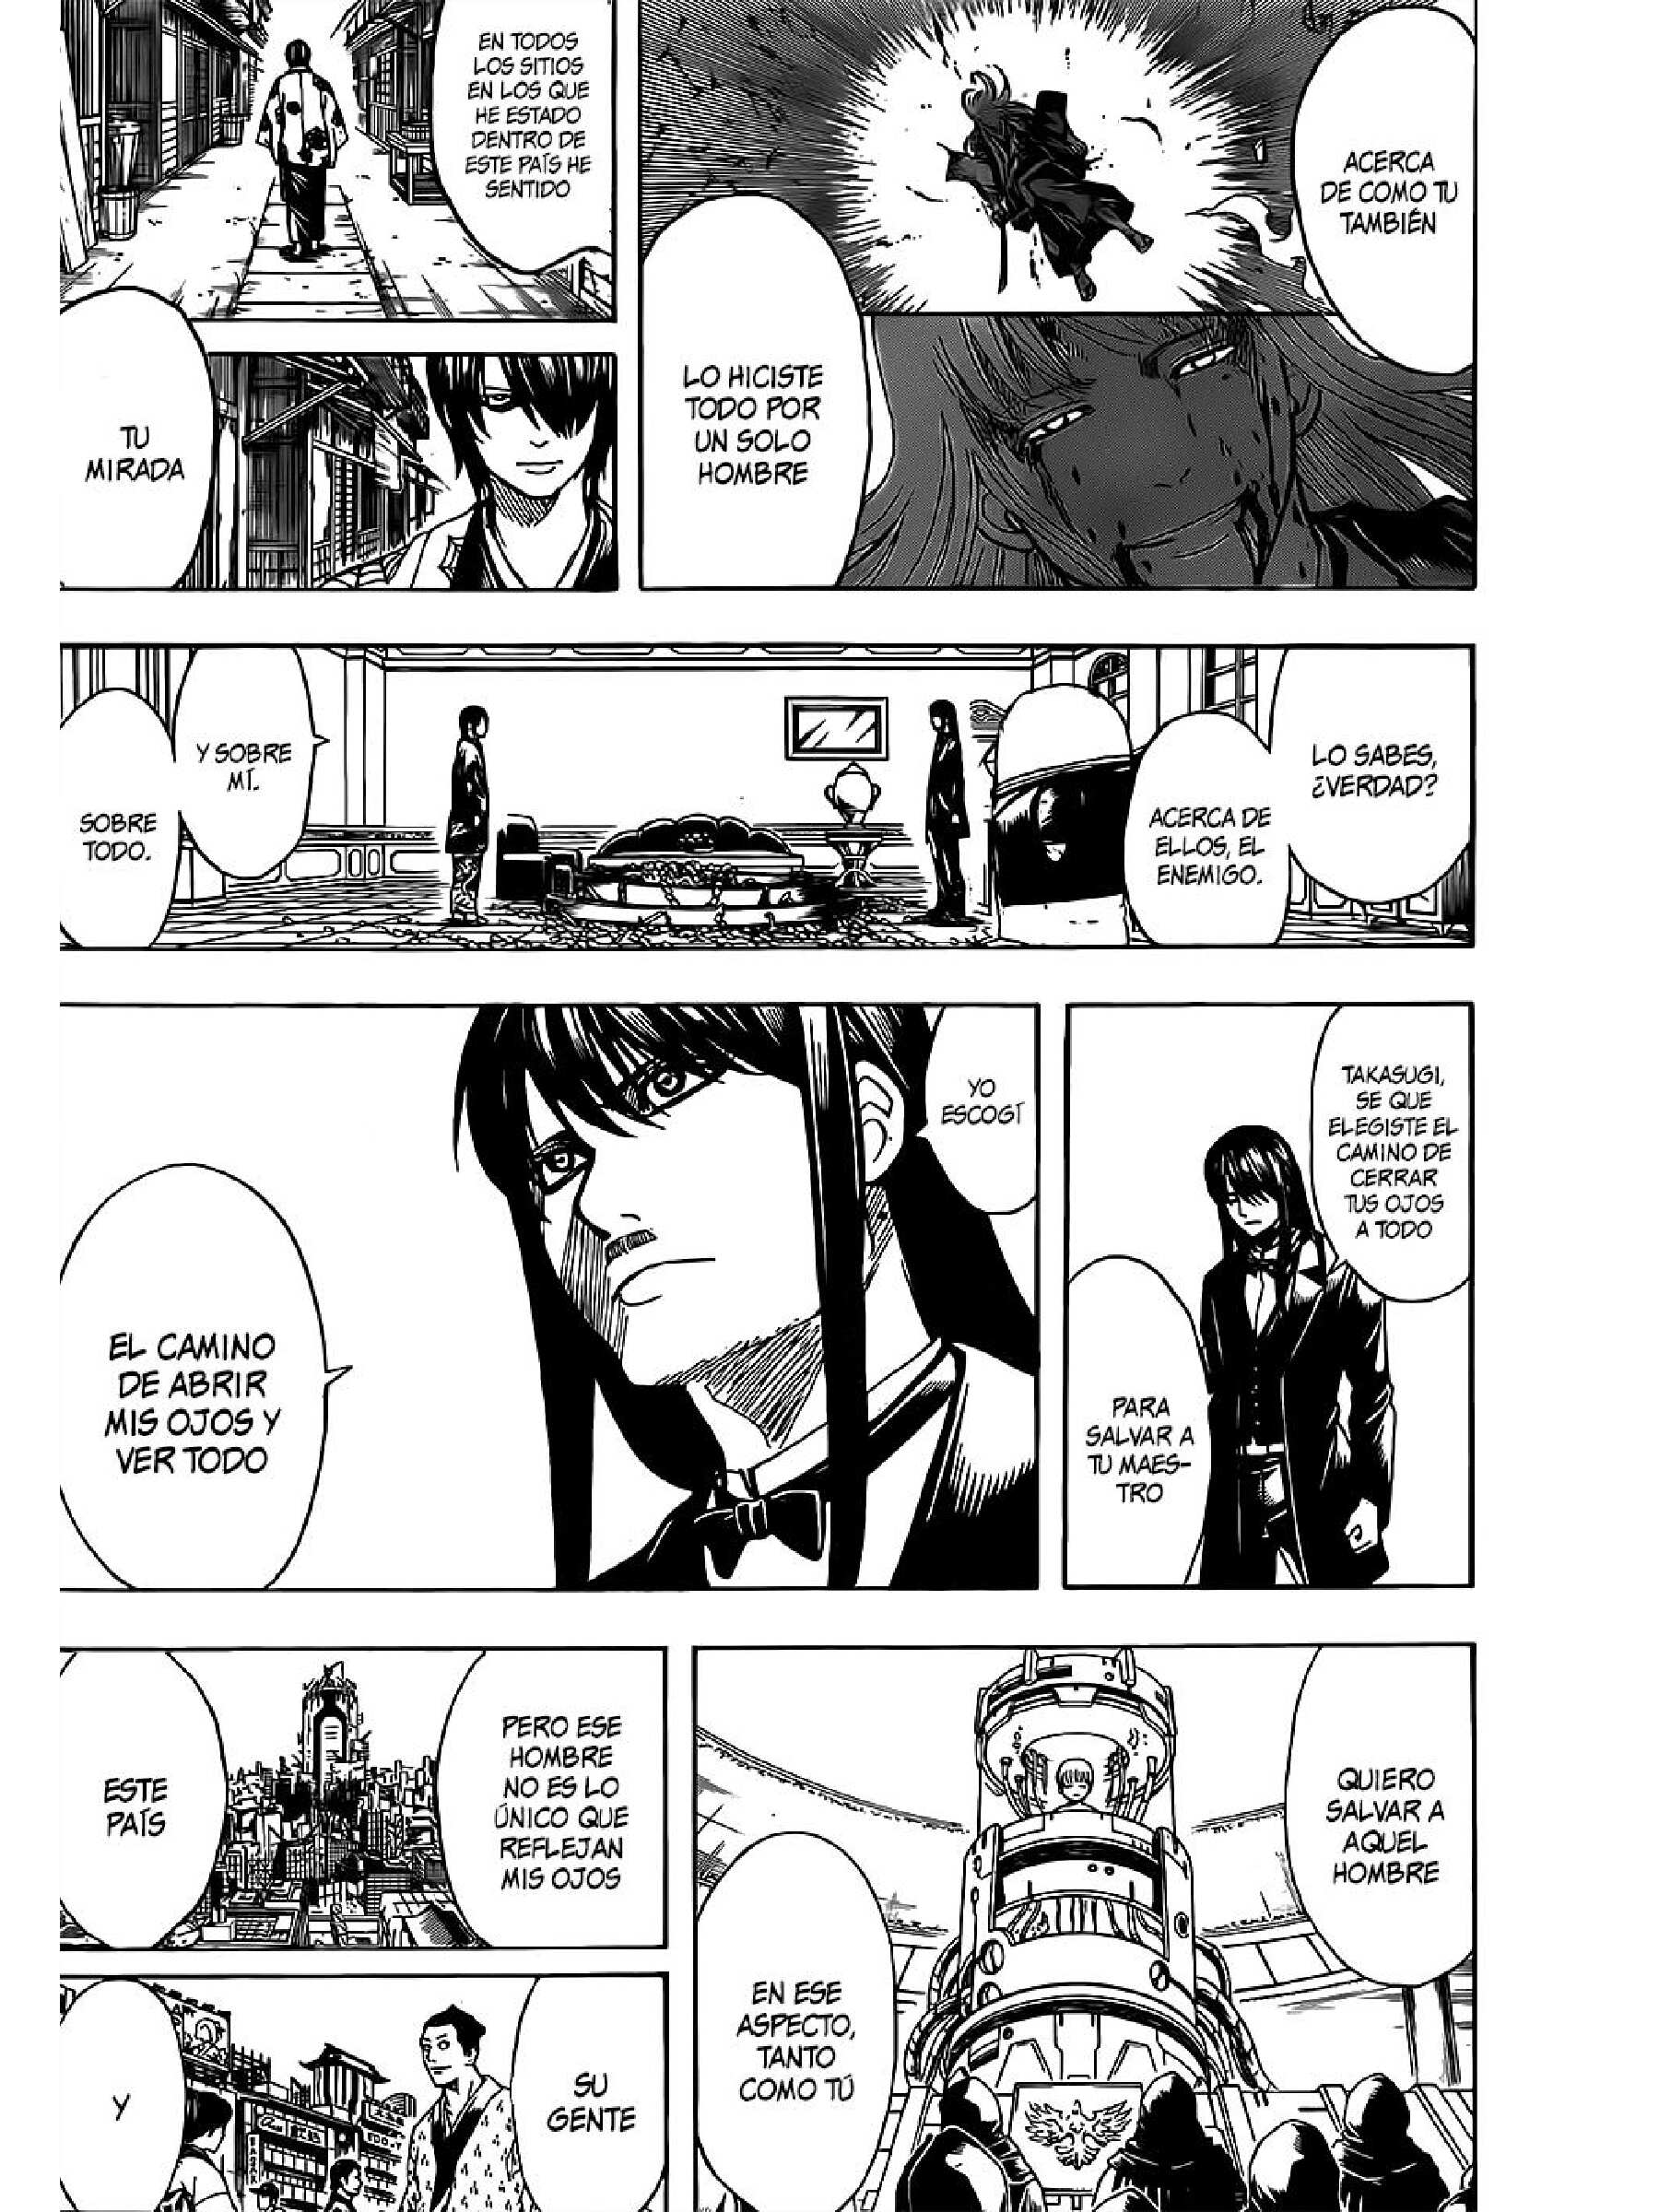 ACERCA
DE COMO TU
TAMBIÉN
LO HICISTE
TODO POR
UN SOLO
HOMBRE
EN TODOS
LOS SITIOS
EN LOS QUE
HE ESTADO
DENTRO DE
ESTE PAÍS HE
SENTIDO
TU
MIRADA
LO SABES,
¿VERDAD?
ACERCA DE
ELLOS, EL
ENEMIGO.
Y SOBRE
MÍ.
SOBRE
TODO.
TAKASUGI,
SE QUE
ELEGISTE EL
CAMINO DE
CERRAR
TUS OJOS
A TODO
PARA
SALVAR A
TU MAES-
TRO
YO
ESCOGÍ
EL CAMINO
DE ABRIR
MIS OJOS Y
VER TODO
QUIERO
SALVAR A
AQUEL
HOMBRE
EN ESE
ASPECTO,
TANTO
COMO TÚ
PERO ESE
HOMBRE
NO ES LO
ÚNICO QUE
REFLEJAN
MIS OJOS
ESTE
PAÍS
SU
GENTE
Y